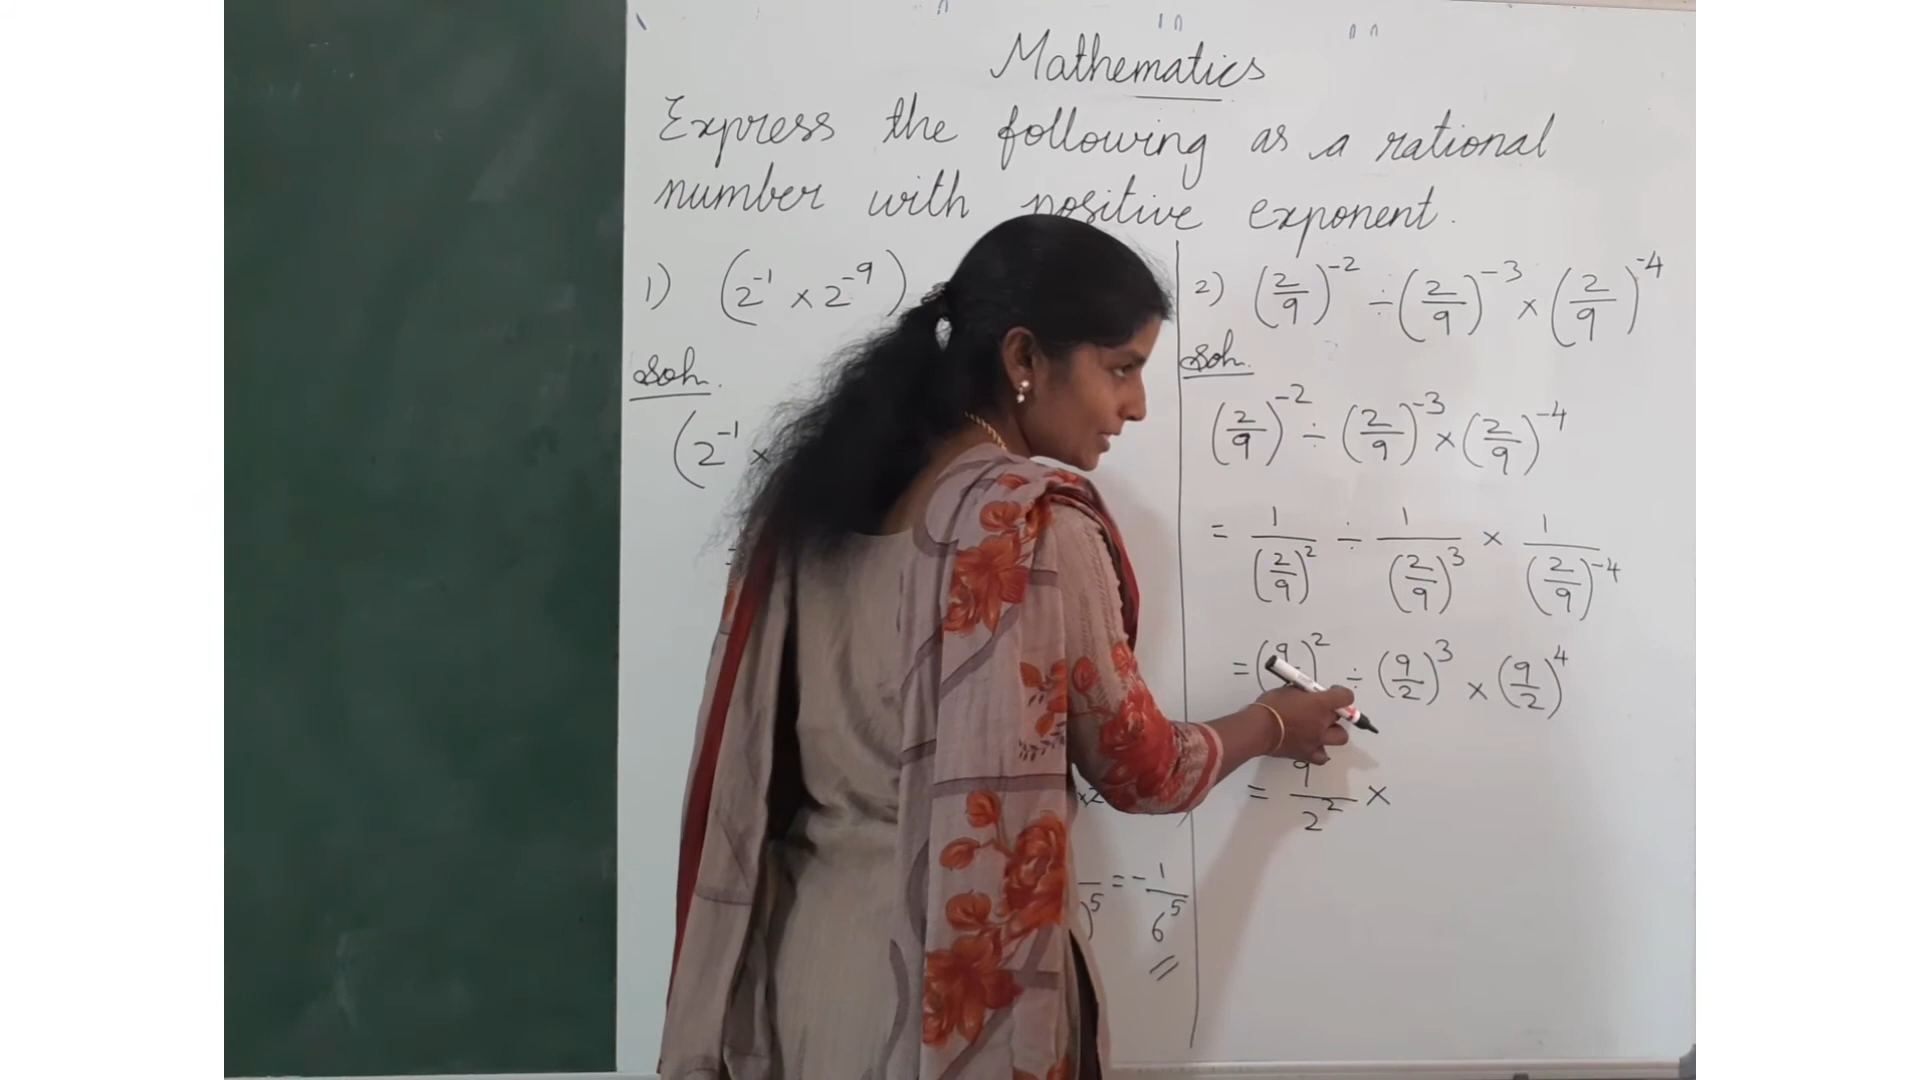 Mathematics
Express the following as a rational
number with positive exponent.
1) (2⁻¹ × 2⁻⁹)
Soln.
(2⁻¹ ×
=
×2
)⁵ = -1/6⁵
2) (2/9)⁻² ÷ (2/9)⁻³ × (2/9)⁻⁴
Soln.
(2/9)⁻² ÷ (2/9)⁻³ × (2/9)⁻⁴
= 1/(2/9)² ÷ 1/(2/9)³ × 1/(2/9)⁻⁴
= (9 )² ÷ (9/2)³ × (9/2)⁴
= 9/2² ×